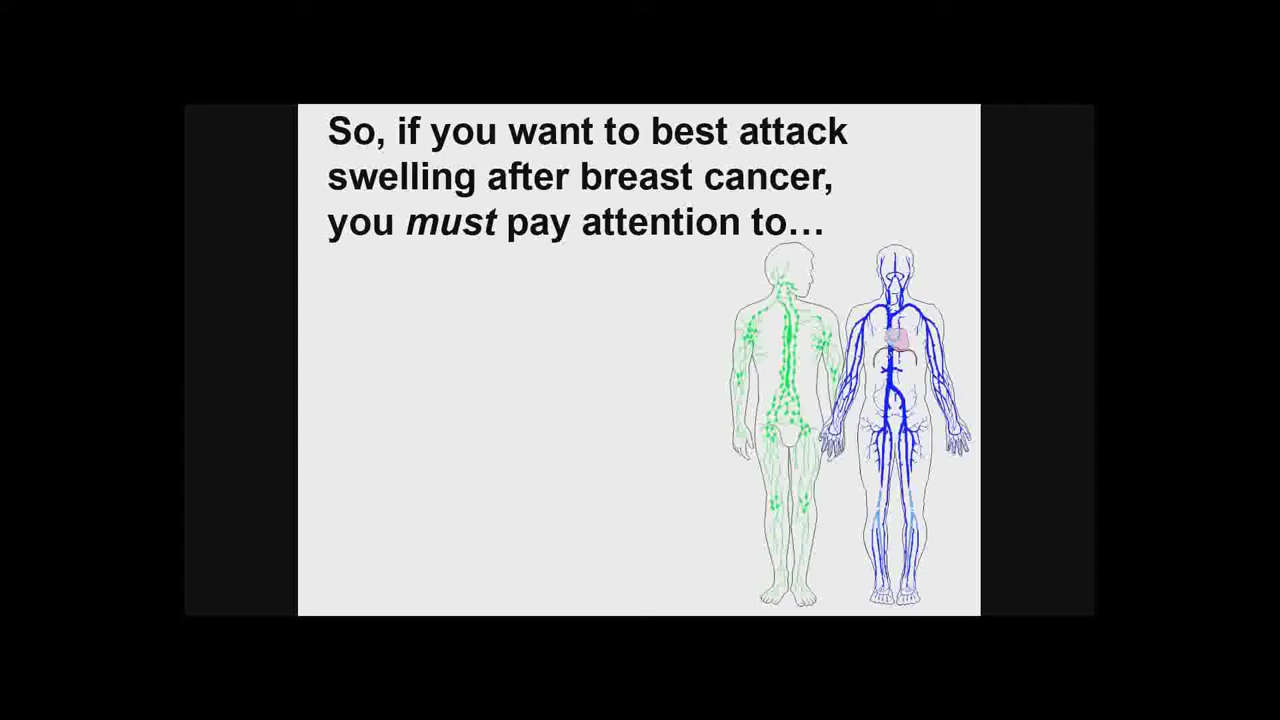 So, if you want to best attack
swelling after breast cancer,
you must pay attention to…